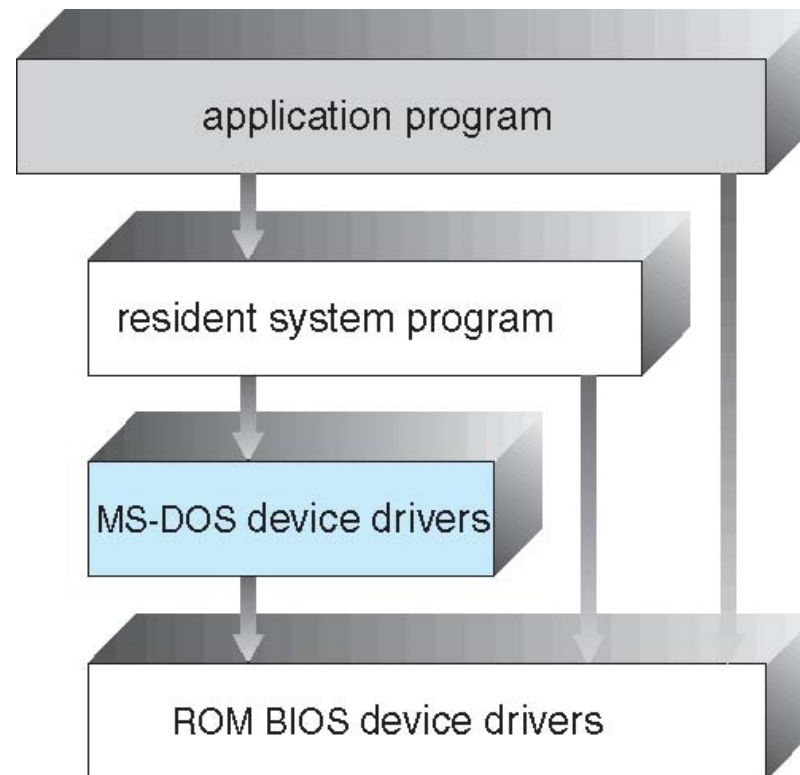 application program
resident system program
MS-DOS device drivers
ROM BIOS device drivers